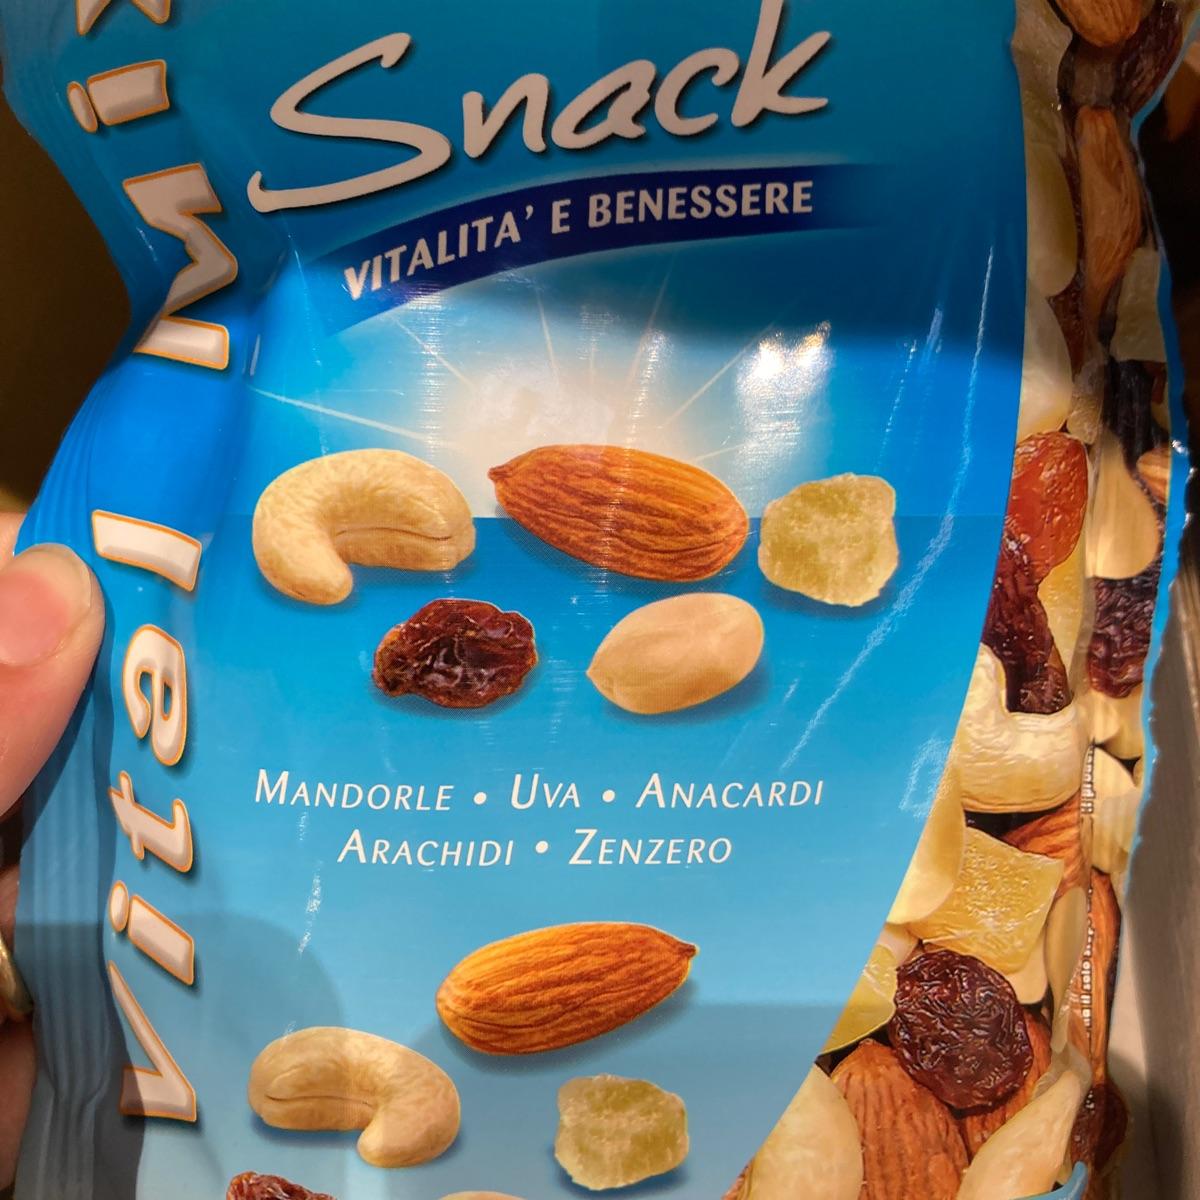 Vital Mix
Snack
VITALITA' E BENESSERE
MANDORLE • UVA • ANACARDI
ARACHIDI • ZENZERO